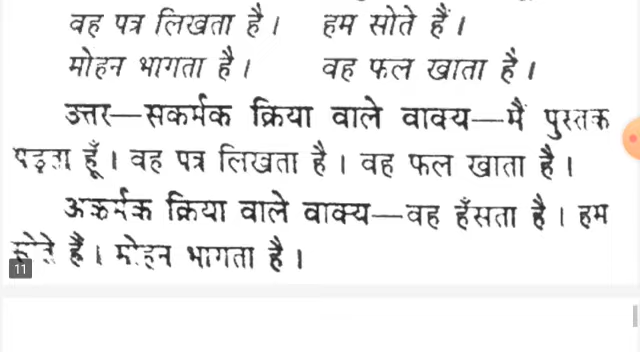 वह पत्र लिखता है। हम सोते हैं।
मोहन भागता है। वह फल खाता है।
उत्तर—सकर्मक क्रिया वाले वाक्य—मैं पुस्तक
पढ़ता हूँ। वह पत्र लिखता है। वह फल खाता है।
अकर्मक क्रिया वाले वाक्य—वह हँसता है। हम
सोते हैं। मोहन भागता है।
11